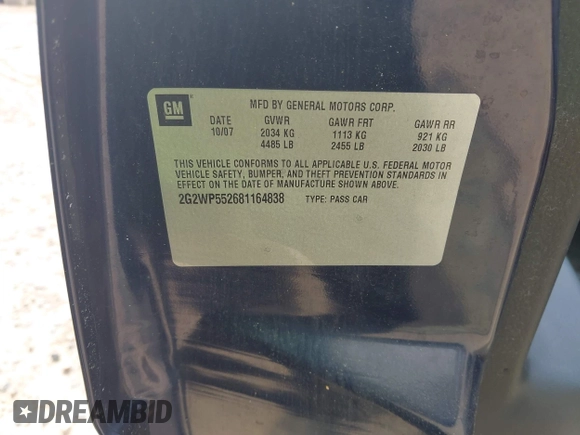 GM
MFD BY GENERAL MOTORS CORP.
DATE GVWR GAWR FRT GAWR RR
10/07 2034 KG 1113 KG 921 KG
4485 LB 2455 LB 2030 LB
THIS VEHICLE CONFORMS TO ALL APPLICABLE U.S. FEDERAL MOTOR
VEHICLE SAFETY, BUMPER, AND THEFT PREVENTION STANDARDS IN
EFFECT ON THE DATE OF MANUFACTURE SHOWN ABOVE.
2G2WP552681164838 TYPE: PASS CAR
DREAMBID